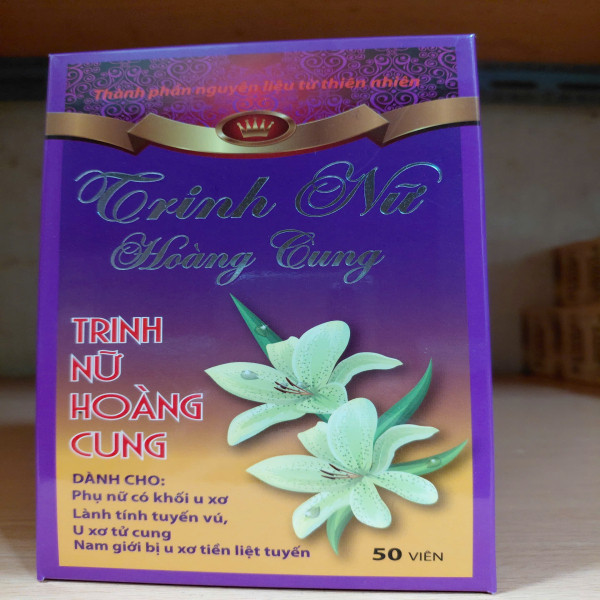 Thành phần nguyên liệu từ thiên nhiên
Trinh Nữ
Hoàng Cung
TRINH
NỮ
HOÀNG
CUNG
DÀNH CHO:
Phụ nữ có khối u xơ
Lành tính tuyến vú,
U xơ tử cung
Nam giới bị u xơ tiền liệt tuyến
50 VIÊN